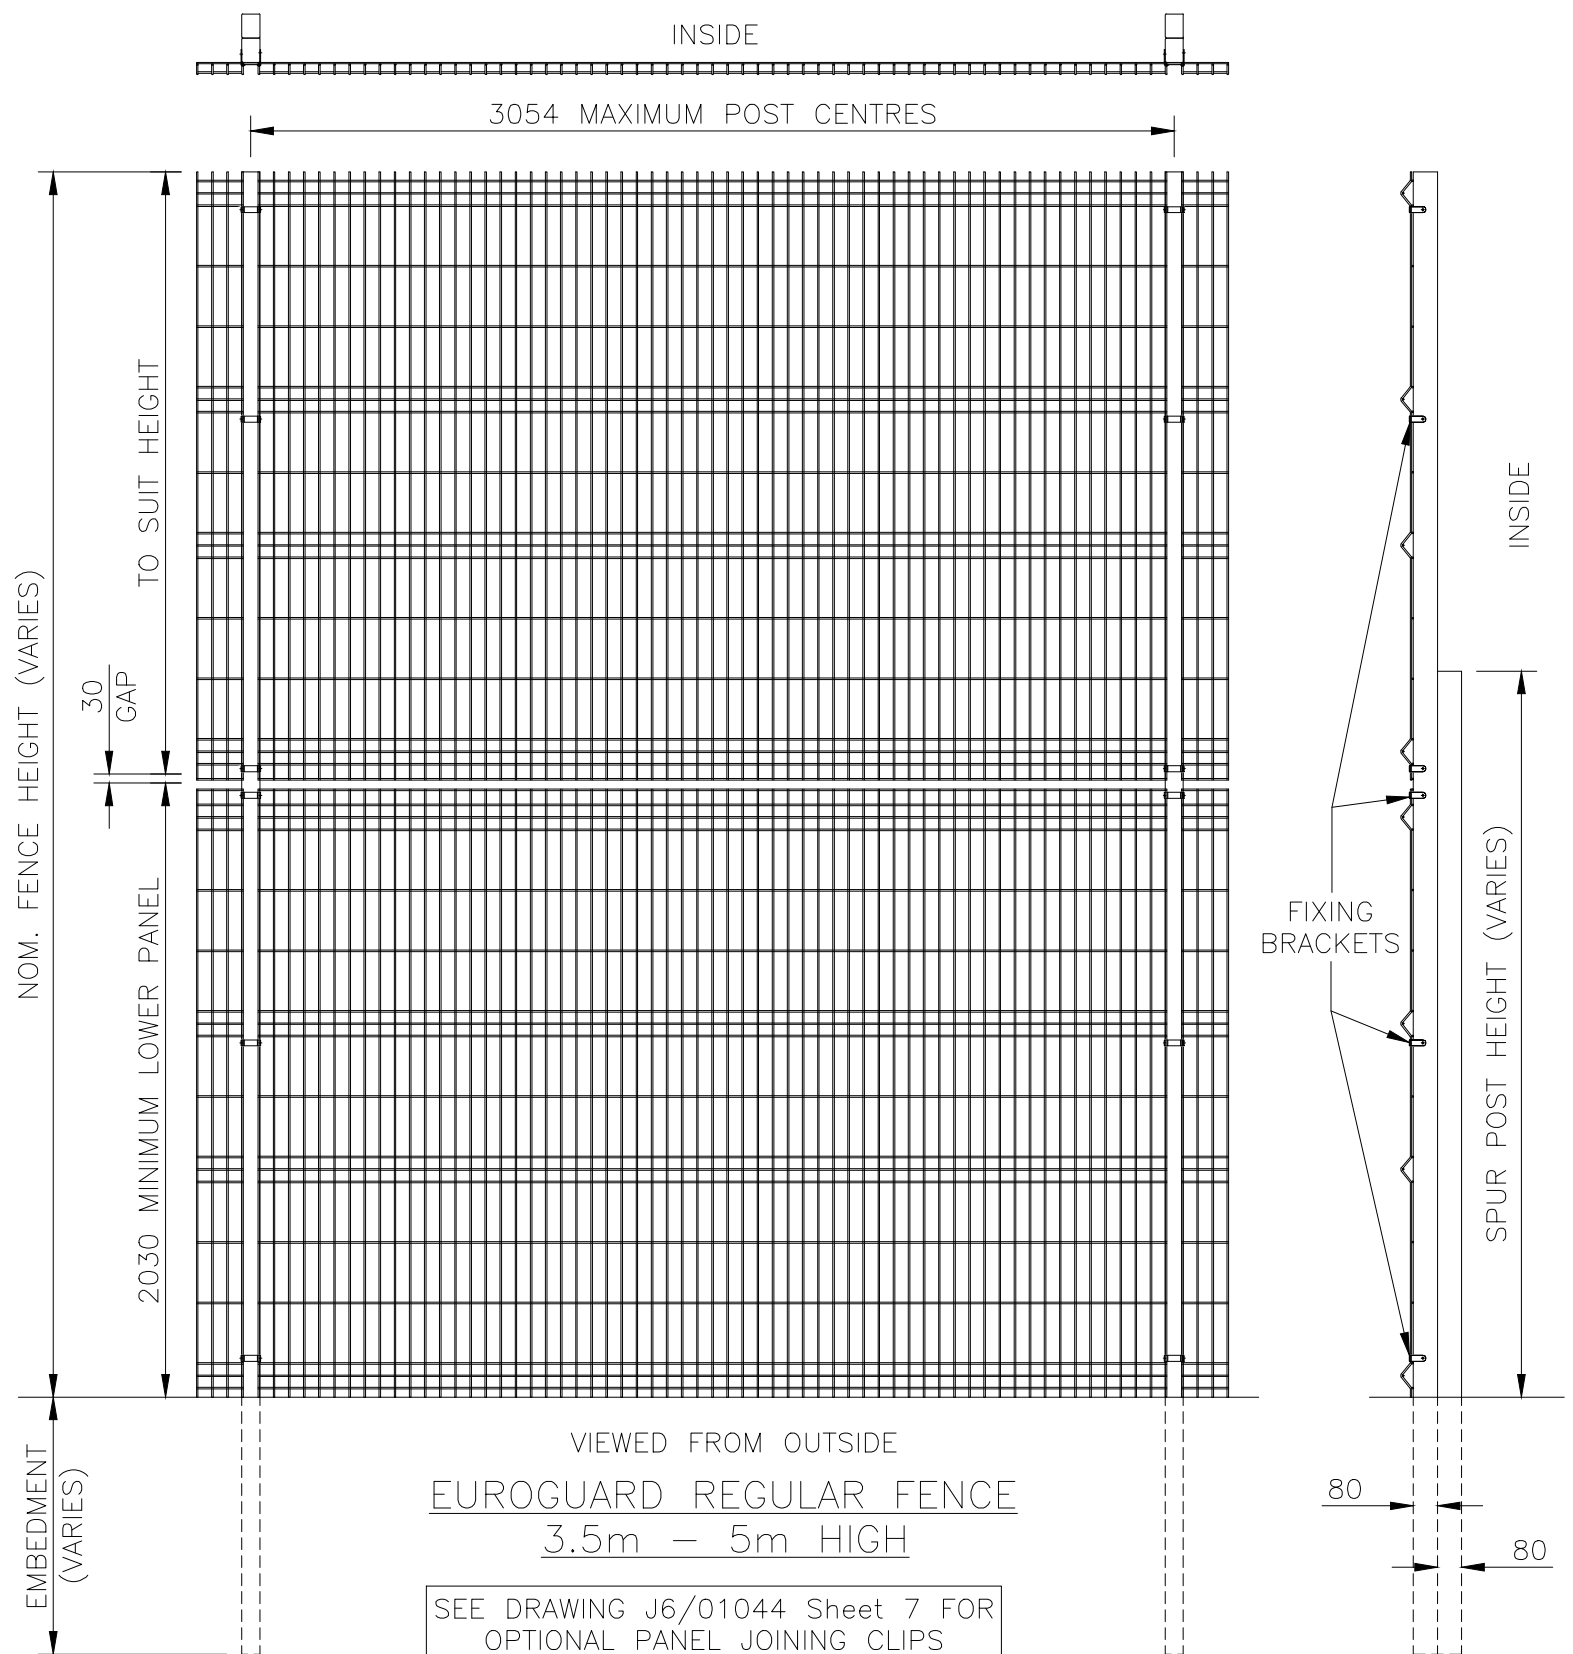 INSIDE
3054 MAXIMUM POST CENTRES
NOM. FENCE HEIGHT (VARIES)
TO SUIT HEIGHT
30
GAP
2030 MINIMUM LOWER PANEL
EMBEDMENT
(VARIES)
INSIDE
FIXING
BRACKETS
SPUR POST HEIGHT (VARIES)
80
80
VIEWED FROM OUTSIDE
EUROGUARD REGULAR FENCE
3.5m – 5m HIGH
SEE DRAWING J6/01044 Sheet 7 FOR
OPTIONAL PANEL JOINING CLIPS